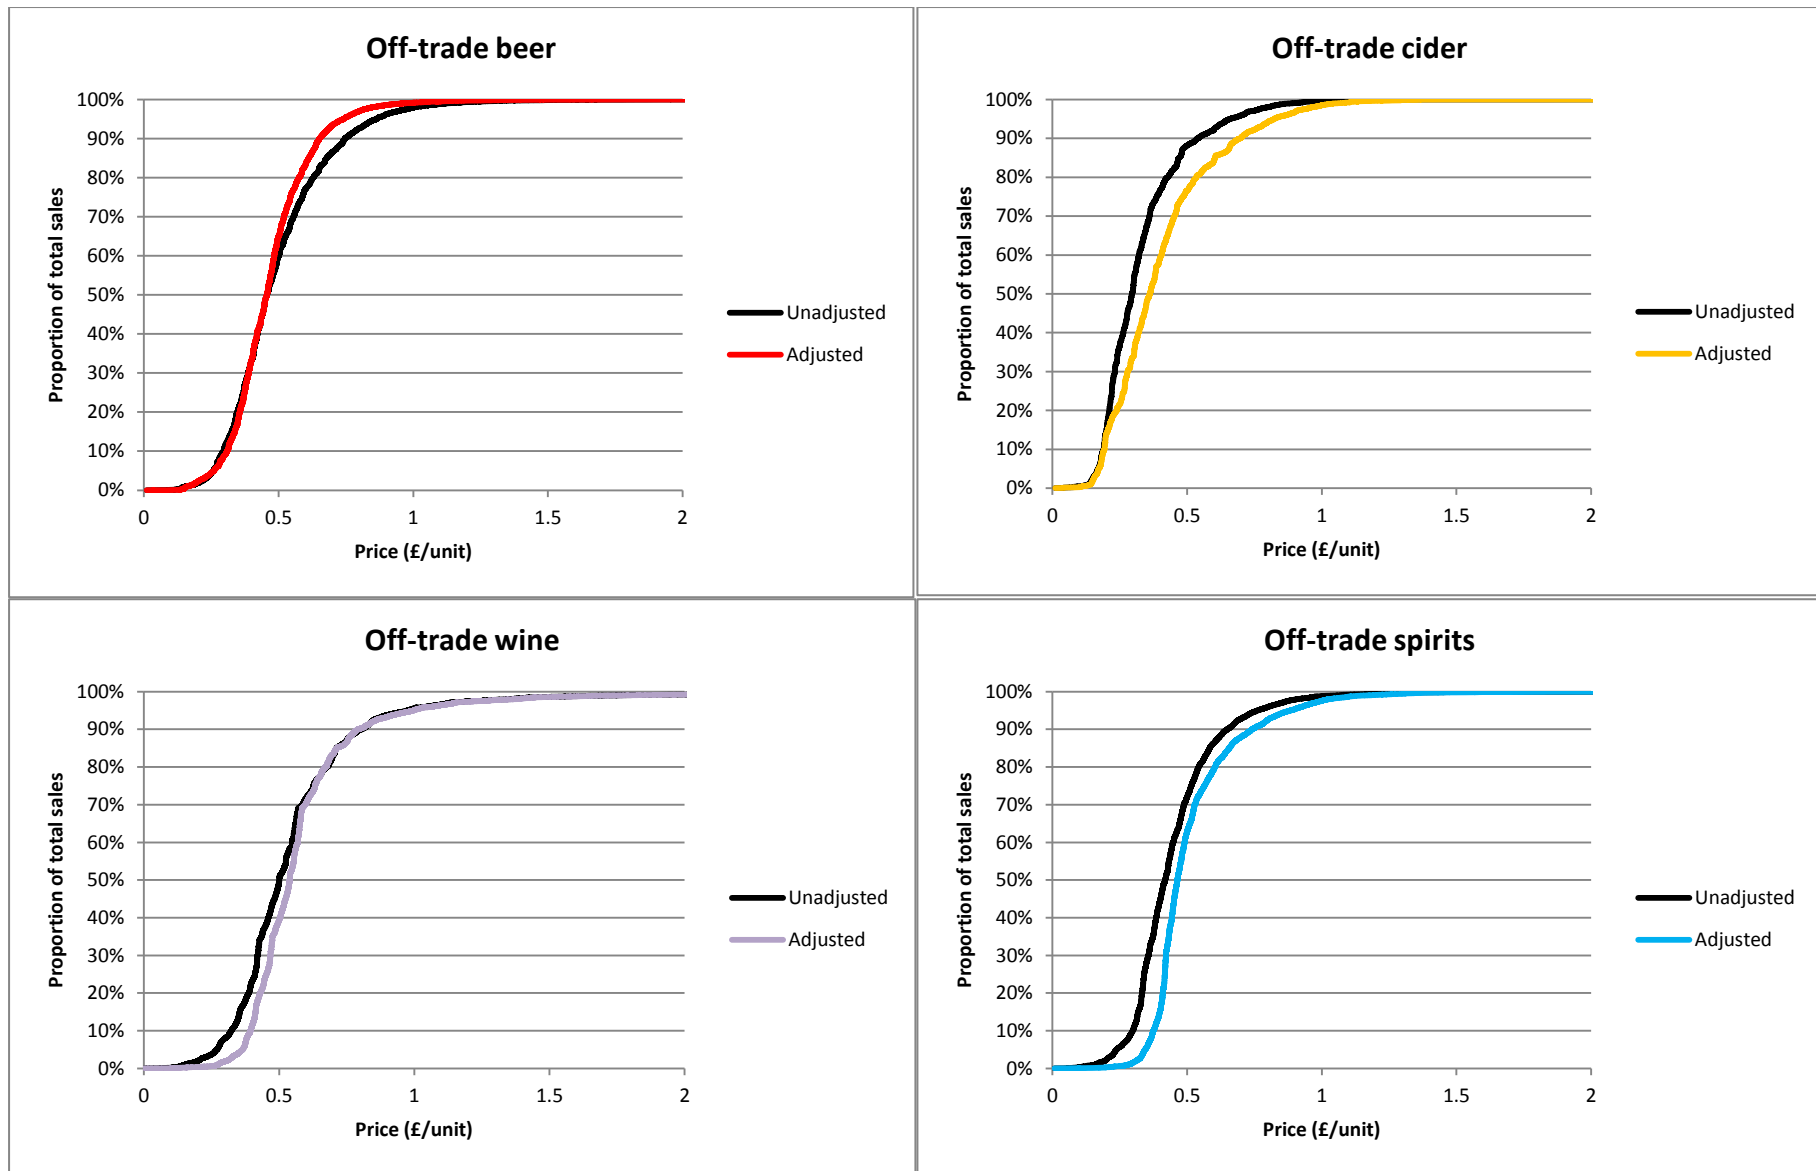 Off-trade beer
Proportion of total sales
100%
90%
80%
70%
60%
50%
40%
30%
20%
10%
0%
0 0.5 1 1.5 2
Price (£/unit)
Unadjusted
Adjusted
Off-trade cider
Proportion of total sales
100%
90%
80%
70%
60%
50%
40%
30%
20%
10%
0%
0 0.5 1 1.5 2
Price (£/unit)
Unadjusted
Adjusted
Off-trade wine
Proportion of total sales
100%
90%
80%
70%
60%
50%
40%
30%
20%
10%
0%
0 0.5 1 1.5 2
Price (£/unit)
Unadjusted
Adjusted
Off-trade spirits
Proportion of total sales
100%
90%
80%
70%
60%
50%
40%
30%
20%
10%
0%
0 0.5 1 1.5 2
Price (£/unit)
Unadjusted
Adjusted